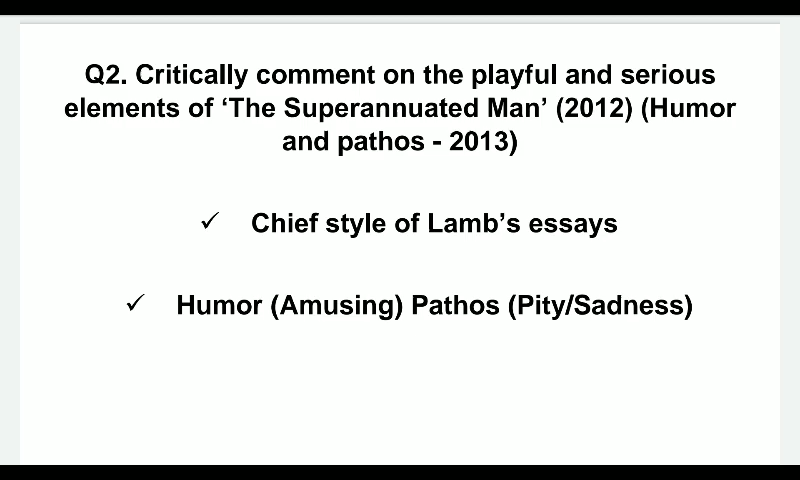 Q2. Critically comment on the playful and serious
elements of ‘The Superannuated Man’ (2012) (Humor
and pathos - 2013)
✓ Chief style of Lamb’s essays
✓ Humor (Amusing) Pathos (Pity/Sadness)